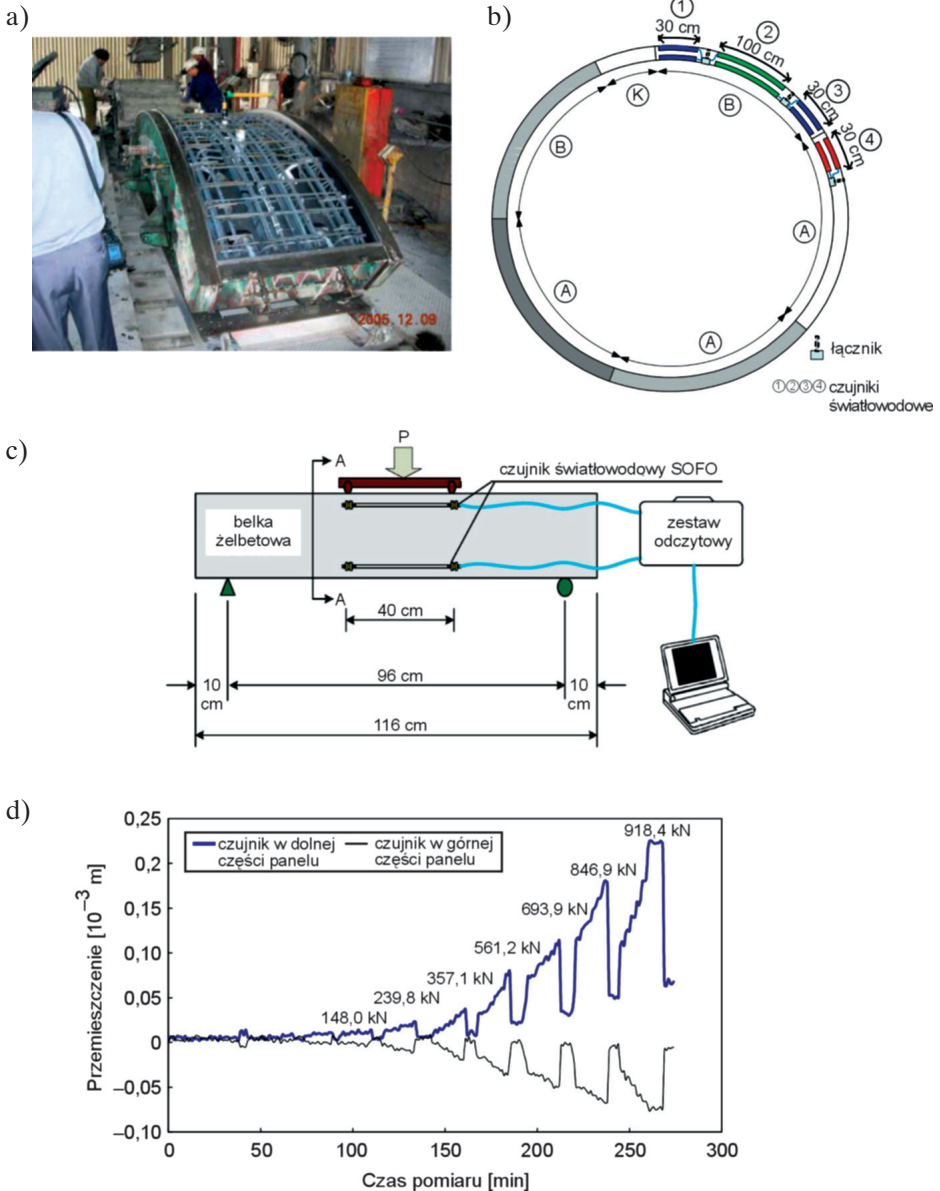 a)
2005.12.09
b)
1
30 cm
2
100 cm
3
30 cm
4
30 cm
K
B
B
A
A
A
łącznik
1234 czujniki
światłowodowe
c)
P
A
czujnik światłowodowy SOFO
belka
żelbetowa
zestaw
odczytowy
A
40 cm
10
cm
96 cm
10
cm
116 cm
d)
0,25
0,2
0,15
0,10
0,05
0
–0,05
–0,10
Przemieszczenie [10⁻³ m]
czujnik w dolnej
części panelu
czujnik w górnej
części panelu
918,4 kN
846,9 kN
693,9 kN
561,2 kN
357,1 kN
239,8 kN
148,0 kN
0 50 100 150 200 250 300
Czas pomiaru [min]